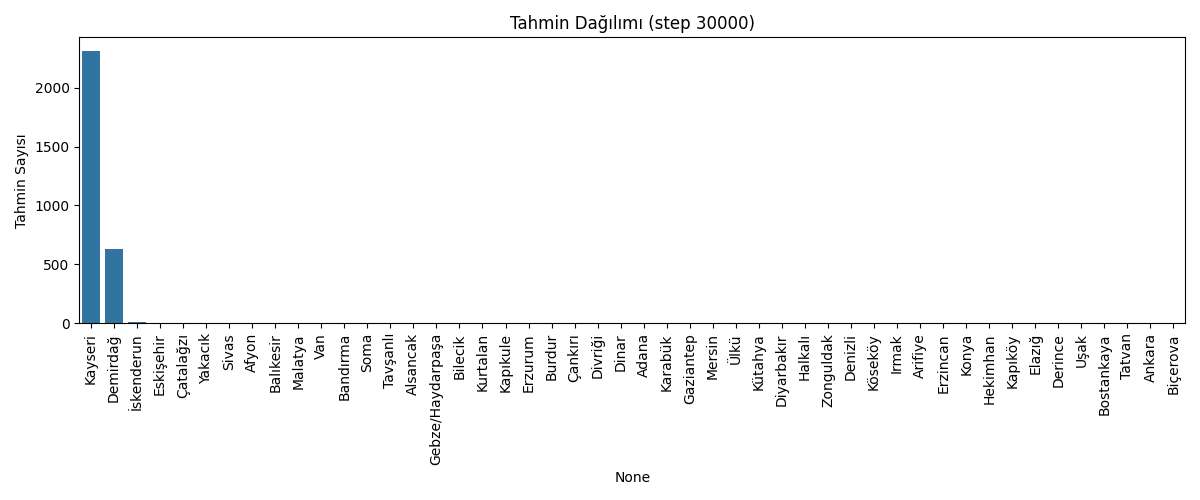 Tahmin Dağılımı (step 30000)
Tahmin Sayısı
2000
1500
1000
500
0
Kayseri
Demirdağ
İskenderun
Eskişehir
Çatalağzı
Yakacık
Sivas
Afyon
Balıkesir
Malatya
Van
Bandırma
Soma
Tavşanlı
Alsancak
Gebze/Haydarpaşa
Bilecik
Kurtalan
Kapıkule
Erzurum
Burdur
Çankırı
Divriği
Dinar
Adana
Karabük
Gaziantep
Mersin
Ülkü
Kütahya
Diyarbakır
Halkalı
Zonguldak
Denizli
Köseköy
Irmak
Arifiye
Erzincan
Konya
Hekimhan
Kapıköy
Elazığ
Derince
Uşak
Bostankaya
Tatvan
Ankara
Biçerova
None